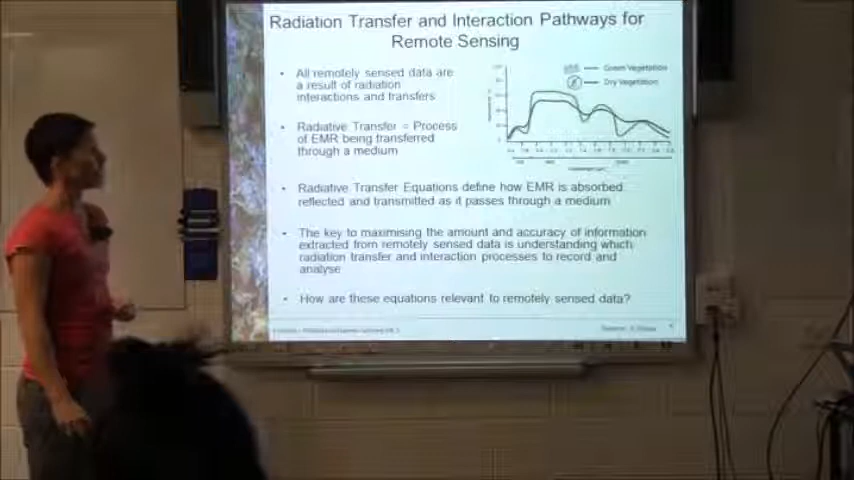 Radiation Transfer and Interaction Pathways for
Remote Sensing
• All remotely sensed data are
a result of radiation
interactions and transfers
Green Vegetation
Dry Vegetation
• Radiative Transfer = Process
of EMR being transferred
through a medium
• Radiative Transfer Equations define how EMR is absorbed
reflected and transmitted as it passes through a medium
• The key to maximising the amount and accuracy of information
extracted from remotely sensed data is understanding which
radiation transfer and interaction processes to record and
analyse
• How are these equations relevant to remotely sensed data?